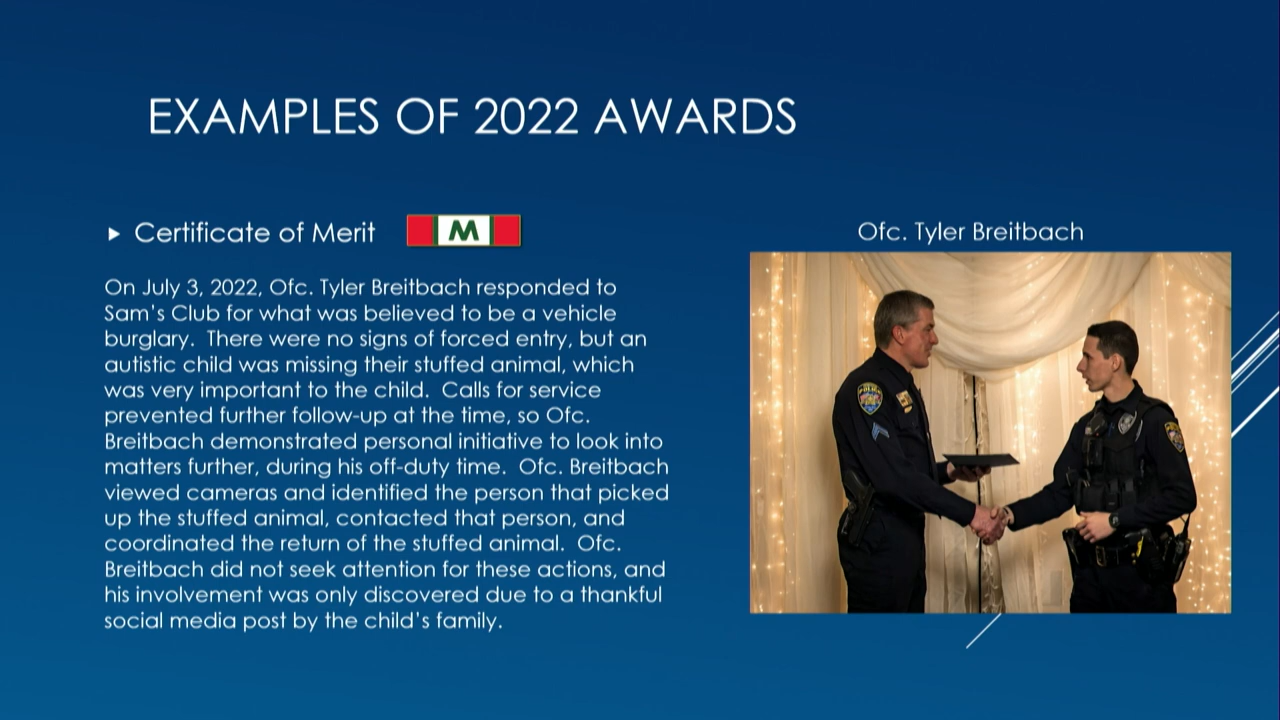 EXAMPLES OF 2022 AWARDS
Certificate of Merit
M
On July 3, 2022, Ofc. Tyler Breitbach responded to
Sam's Club for what was believed to be a vehicle
burglary.  There were no signs of forced entry, but an
autistic child was missing their stuffed animal, which
was very important to the child.  Calls for service
prevented further follow-up at the time, so Ofc.
Breitbach demonstrated personal initiative to look into
matters further, during his off-duty time.  Ofc. Breitbach
viewed cameras and identified the person that picked
up the stuffed animal, contacted that person, and
coordinated the return of the stuffed animal.  Ofc.
Breitbach did not seek attention for these actions, and
his involvement was only discovered due to a thankful
social media post by the child's family.
Ofc. Tyler Breitbach
POLICE